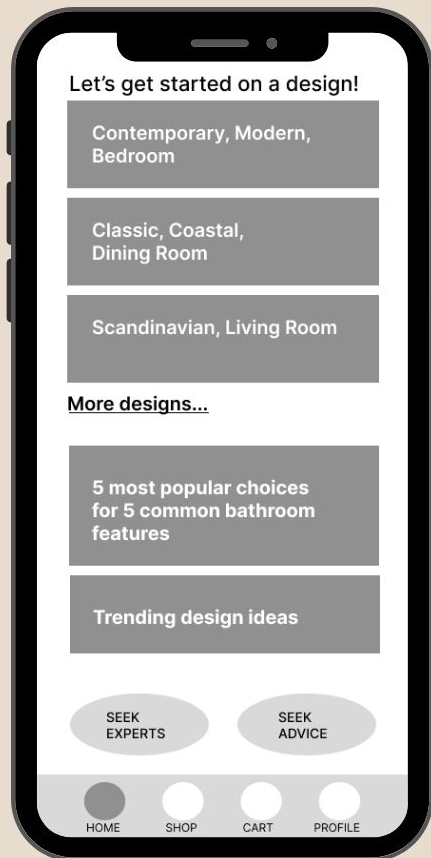 Let's get started on a design!
Contemporary, Modern,
Bedroom
Classic, Coastal,
Dining Room
Scandinavian, Living Room
More designs...
5 most popular choices
for 5 common bathroom
features
Trending design ideas
SEEK
EXPERTS
SEEK
ADVICE
HOME
SHOP
CART
PROFILE